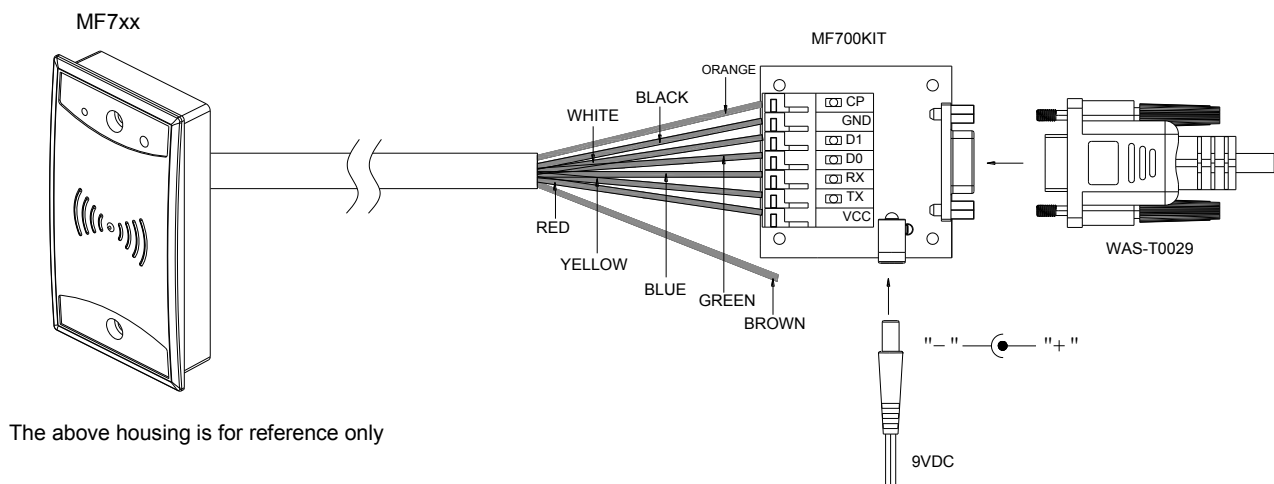 MF7xx
MF700KIT
ORANGE
BLACK
WHITE
CP
GND
D1
D0
RX
TX
VCC
RED
YELLOW
BLUE
GREEN
BROWN
WAS-T0029
"－" "＋"
9VDC
The above housing is for reference only